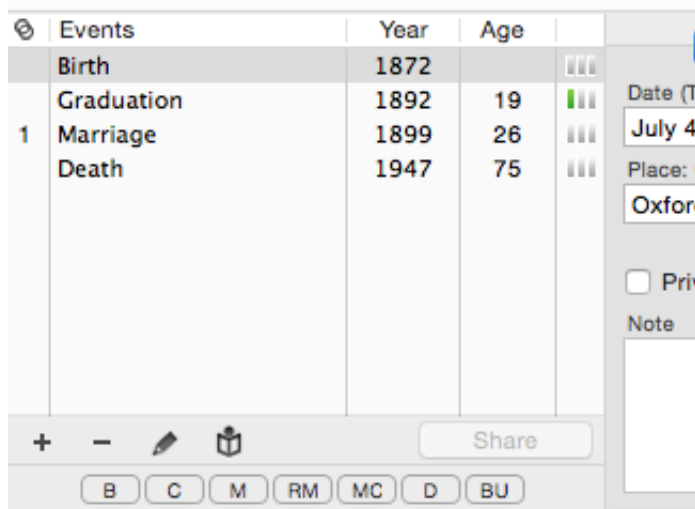 Events Year Age
Birth 1872
Graduation 1892 19
1 Marriage 1899 26
Death 1947 75
Share
B C M RM MC D BU
Date (T
July 4
Place:
Oxfor
Priv
Note